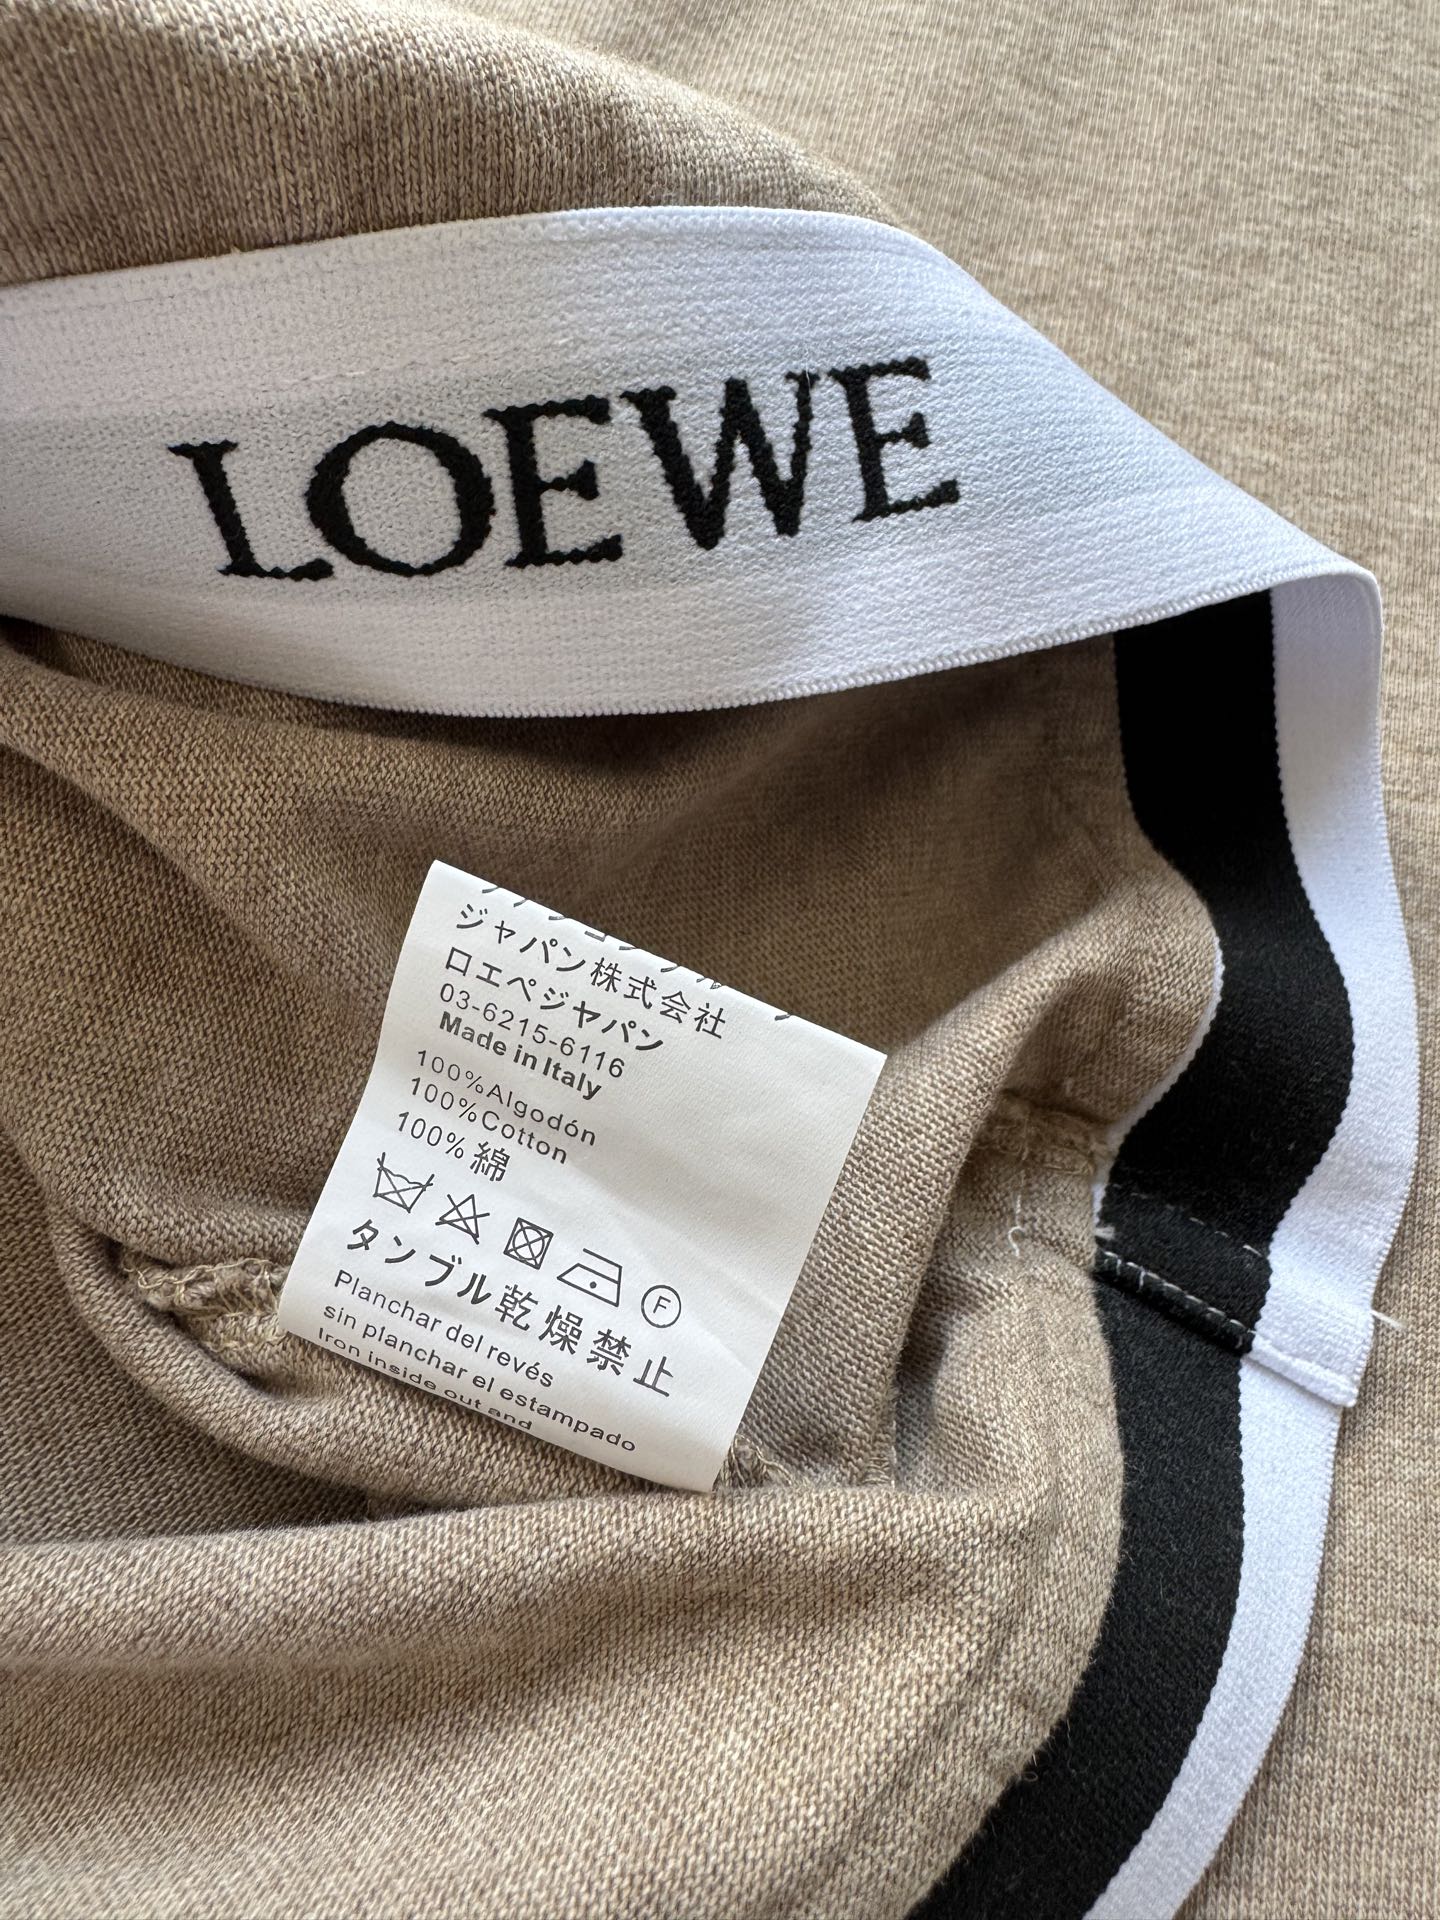 LOEWE
ジャパン株式会社
ロエベジャパン
03-6215-6116
Made in Italy
100%Algodón
100%Cotton
100%綿
F
タンブル乾燥禁止
Planchar del revés
sin planchar el estampado
Iron inside out and